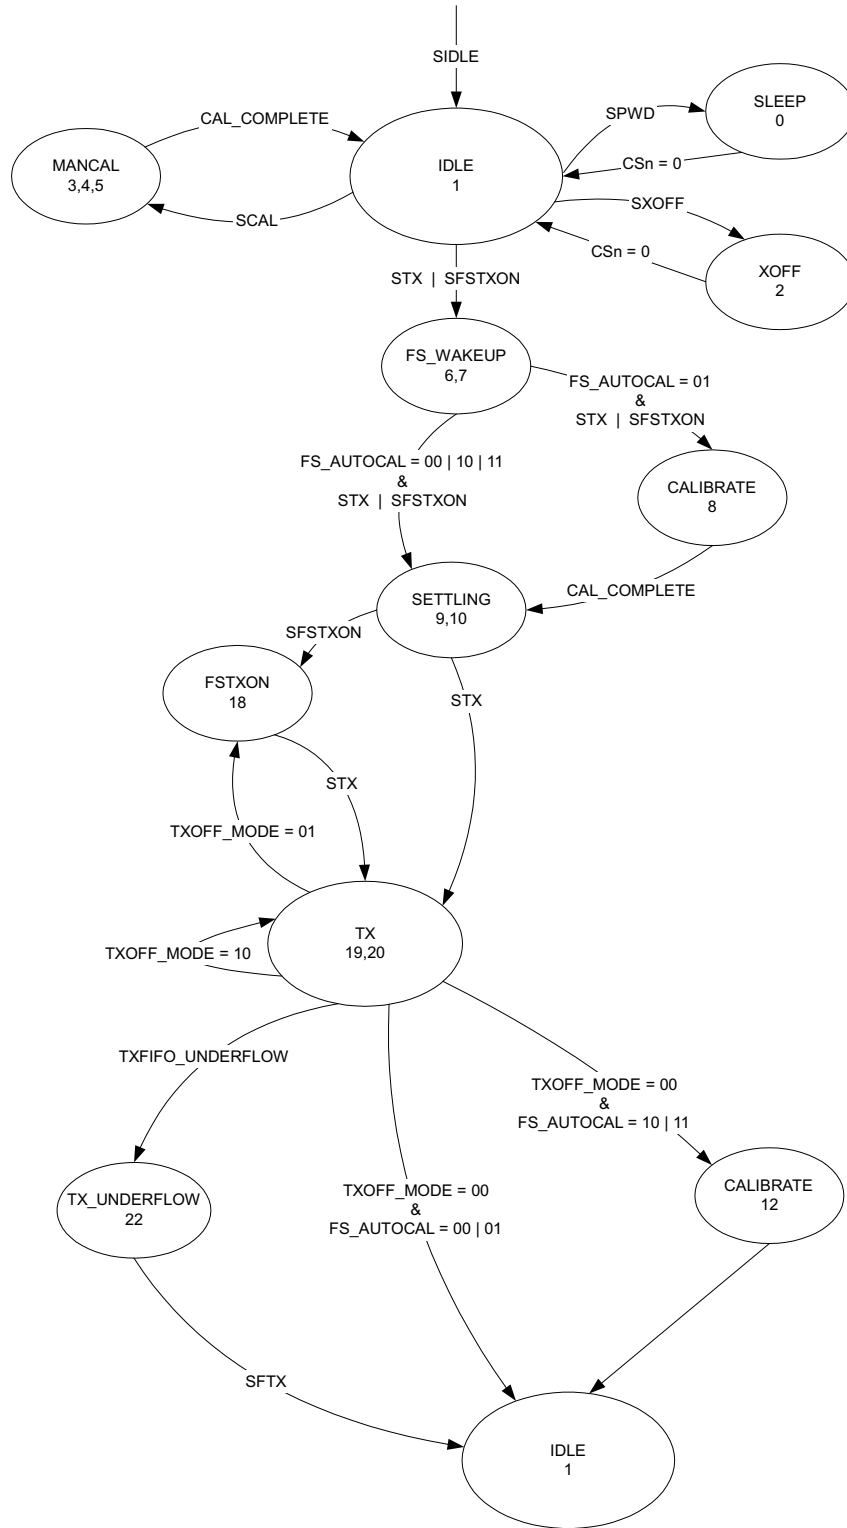 SIDLE
SLEEP
0
SPWD
CAL_COMPLETE
IDLE
1
MANCAL
3,4,5
CSn = 0
SXOFF
SCAL
CSn = 0
XOFF
2
STX | SFSTXON
FS_WAKEUP
6,7
FS_AUTOCAL = 01
&
STX | SFSTXON
FS_AUTOCAL = 00 | 10 | 11
&
STX | SFSTXON
CALIBRATE
8
SETTLING
9,10
CAL_COMPLETE
SFSTXON
FSTXON
18
STX
STX
TXOFF_MODE = 01
TX
19,20
TXOFF_MODE = 10
TXFIFO_UNDERFLOW
TXOFF_MODE = 00
&
FS_AUTOCAL = 10 | 11
TX_UNDERFLOW
22
TXOFF_MODE = 00
&
FS_AUTOCAL = 00 | 01
CALIBRATE
12
SFTX
IDLE
1